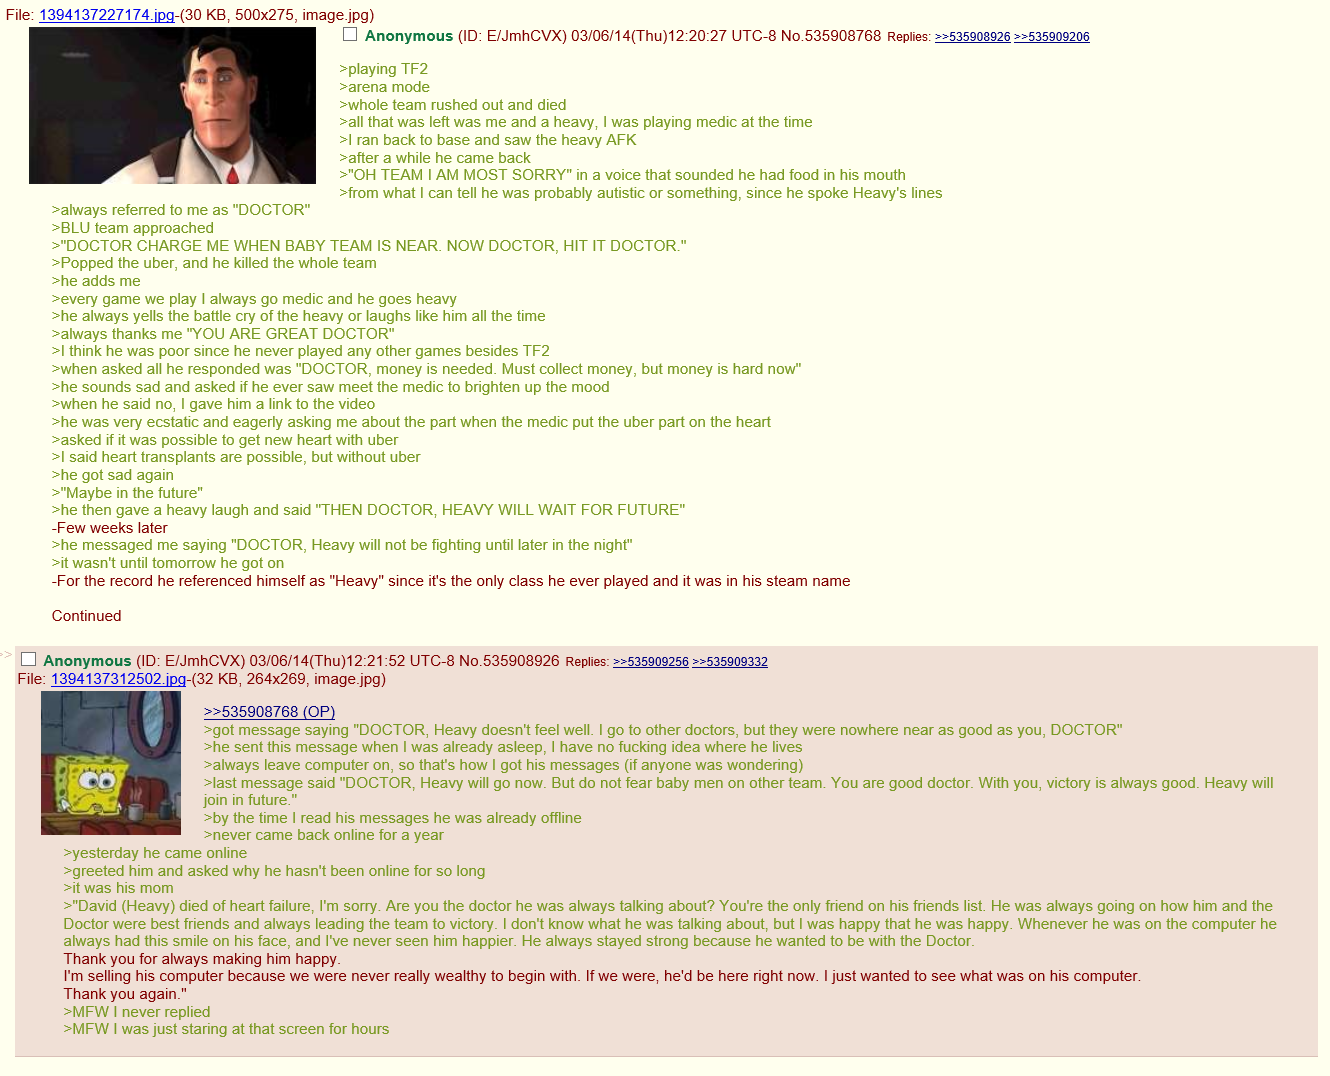 File: 1394137227174.jpg-(30 KB, 500x275, image.jpg)
Anonymous (ID: E/JmhCVX) 03/06/14(Thu)12:20:27 UTC-8 No.535908768 Replies: >>535908926 >>535909206
>playing TF2
>arena mode
>whole team rushed out and died
>all that was left was me and a heavy, I was playing medic at the time
>I ran back to base and saw the heavy AFK
>after a while he came back
>"OH TEAM I AM MOST SORRY" in a voice that sounded he had food in his mouth
>from what I can tell he was probably autistic or something, since he spoke Heavy's lines
>always referred to me as "DOCTOR"
>BLU team approached
>"DOCTOR CHARGE ME WHEN BABY TEAM IS NEAR. NOW DOCTOR, HIT IT DOCTOR."
>Popped the uber, and he killed the whole team
>he adds me
>every game we play I always go medic and he goes heavy
>he always yells the battle cry of the heavy or laughs like him all the time
>always thanks me "YOU ARE GREAT DOCTOR"
>I think he was poor since he never played any other games besides TF2
>when asked all he responded was "DOCTOR, money is needed. Must collect money, but money is hard now"
>he sounds sad and asked if he ever saw meet the medic to brighten up the mood
>when he said no, I gave him a link to the video
>he was very ecstatic and eagerly asking me about the part when the medic put the uber part on the heart
>asked if it was possible to get new heart with uber
>I said heart transplants are possible, but without uber
>he got sad again
>"Maybe in the future"
>he then gave a heavy laugh and said "THEN DOCTOR, HEAVY WILL WAIT FOR FUTURE"
-Few weeks later
>he messaged me saying "DOCTOR, Heavy will not be fighting until later in the night"
>it wasn't until tomorrow he got on
-For the record he referenced himself as "Heavy" since it's the only class he ever played and it was in his steam name
Continued
>>
Anonymous (ID: E/JmhCVX) 03/06/14(Thu)12:21:52 UTC-8 No.535908926 Replies: >>535909256 >>535909332
File: 1394137312502.jpg-(32 KB, 264x269, image.jpg)
>>535908768 (OP)
>got message saying "DOCTOR, Heavy doesn't feel well. I go to other doctors, but they were nowhere near as good as you, DOCTOR"
>he sent this message when I was already asleep, I have no fucking idea where he lives
>always leave computer on, so that's how I got his messages (if anyone was wondering)
>last message said "DOCTOR, Heavy will go now. But do not fear baby men on other team. You are good doctor. With you, victory is always good. Heavy will
join in future."
>by the time I read his messages he was already offline
>never came back online for a year
>yesterday he came online
>greeted him and asked why he hasn't been online for so long
>it was his mom
>"David (Heavy) died of heart failure, I'm sorry. Are you the doctor he was always talking about? You're the only friend on his friends list. He was always going on how him and the
Doctor were best friends and always leading the team to victory. I don't know what he was talking about, but I was happy that he was happy. Whenever he was on the computer he
always had this smile on his face, and I've never seen him happier. He always stayed strong because he wanted to be with the Doctor.
Thank you for always making him happy.
I'm selling his computer because we were never really wealthy to begin with. If we were, he'd be here right now. I just wanted to see what was on his computer.
Thank you again."
>MFW I never replied
>MFW I was just staring at that screen for hours